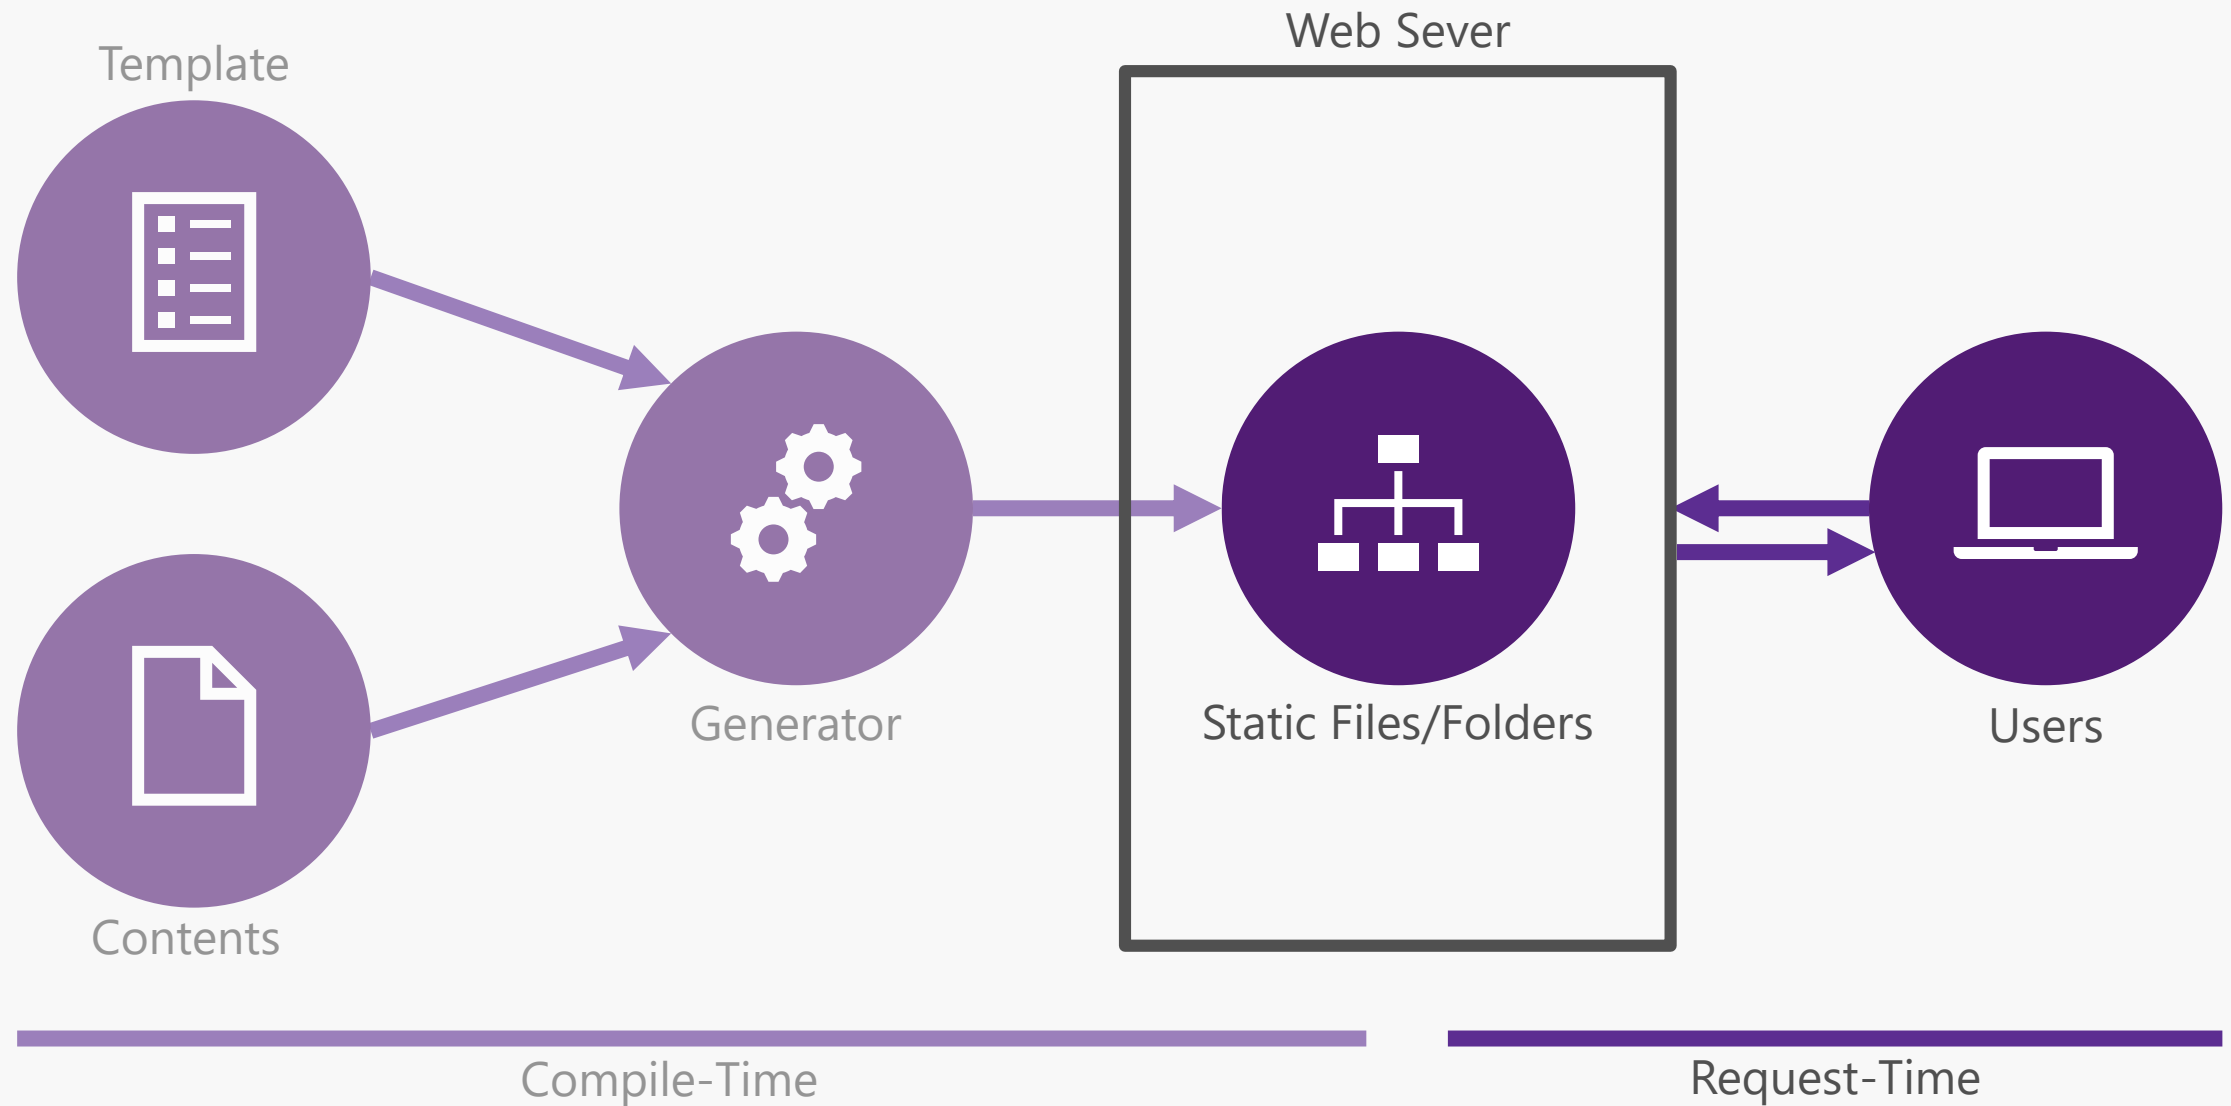 Web Sever
Template
Generator
Static Files/Folders
Users
Contents
Compile-Time
Request-Time